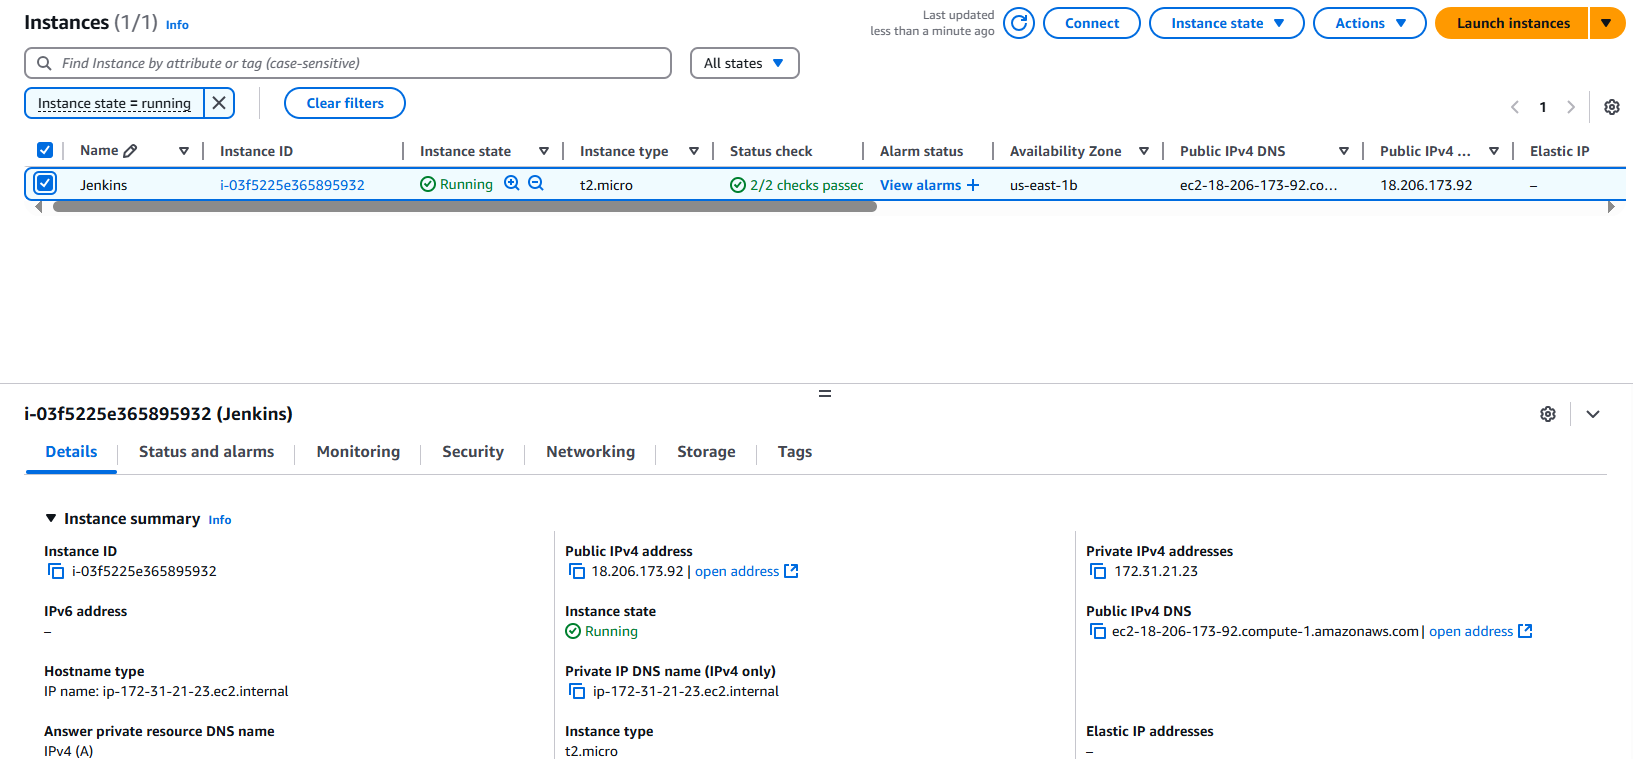 Instances (1/1) Info
Last updated
less than a minute ago
Connect
Instance state
Actions
Launch instances
Find Instance by attribute or tag (case-sensitive)
All states
Instance state = running
Clear filters
1
Name Instance ID Instance state Instance type Status check Alarm status Availability Zone Public IPv4 DNS Public IPv4 ... Elastic IP
Jenkins i-03f5225e365895932 Running t2.micro 2/2 checks passec View alarms + us-east-1b ec2-18-206-173-92.co... 18.206.173.92 –
i-03f5225e365895932 (Jenkins)
Details Status and alarms Monitoring Security Networking Storage Tags
Instance summary Info
Instance ID
i-03f5225e365895932
Public IPv4 address
18.206.173.92 | open address
Private IPv4 addresses
172.31.21.23
IPv6 address
–
Instance state
Running
Public IPv4 DNS
ec2-18-206-173-92.compute-1.amazonaws.com | open address
Hostname type
IP name: ip-172-31-21-23.ec2.internal
Private IP DNS name (IPv4 only)
ip-172-31-21-23.ec2.internal
Answer private resource DNS name
IPv4 (A)
Instance type
t2.micro
Elastic IP addresses
–